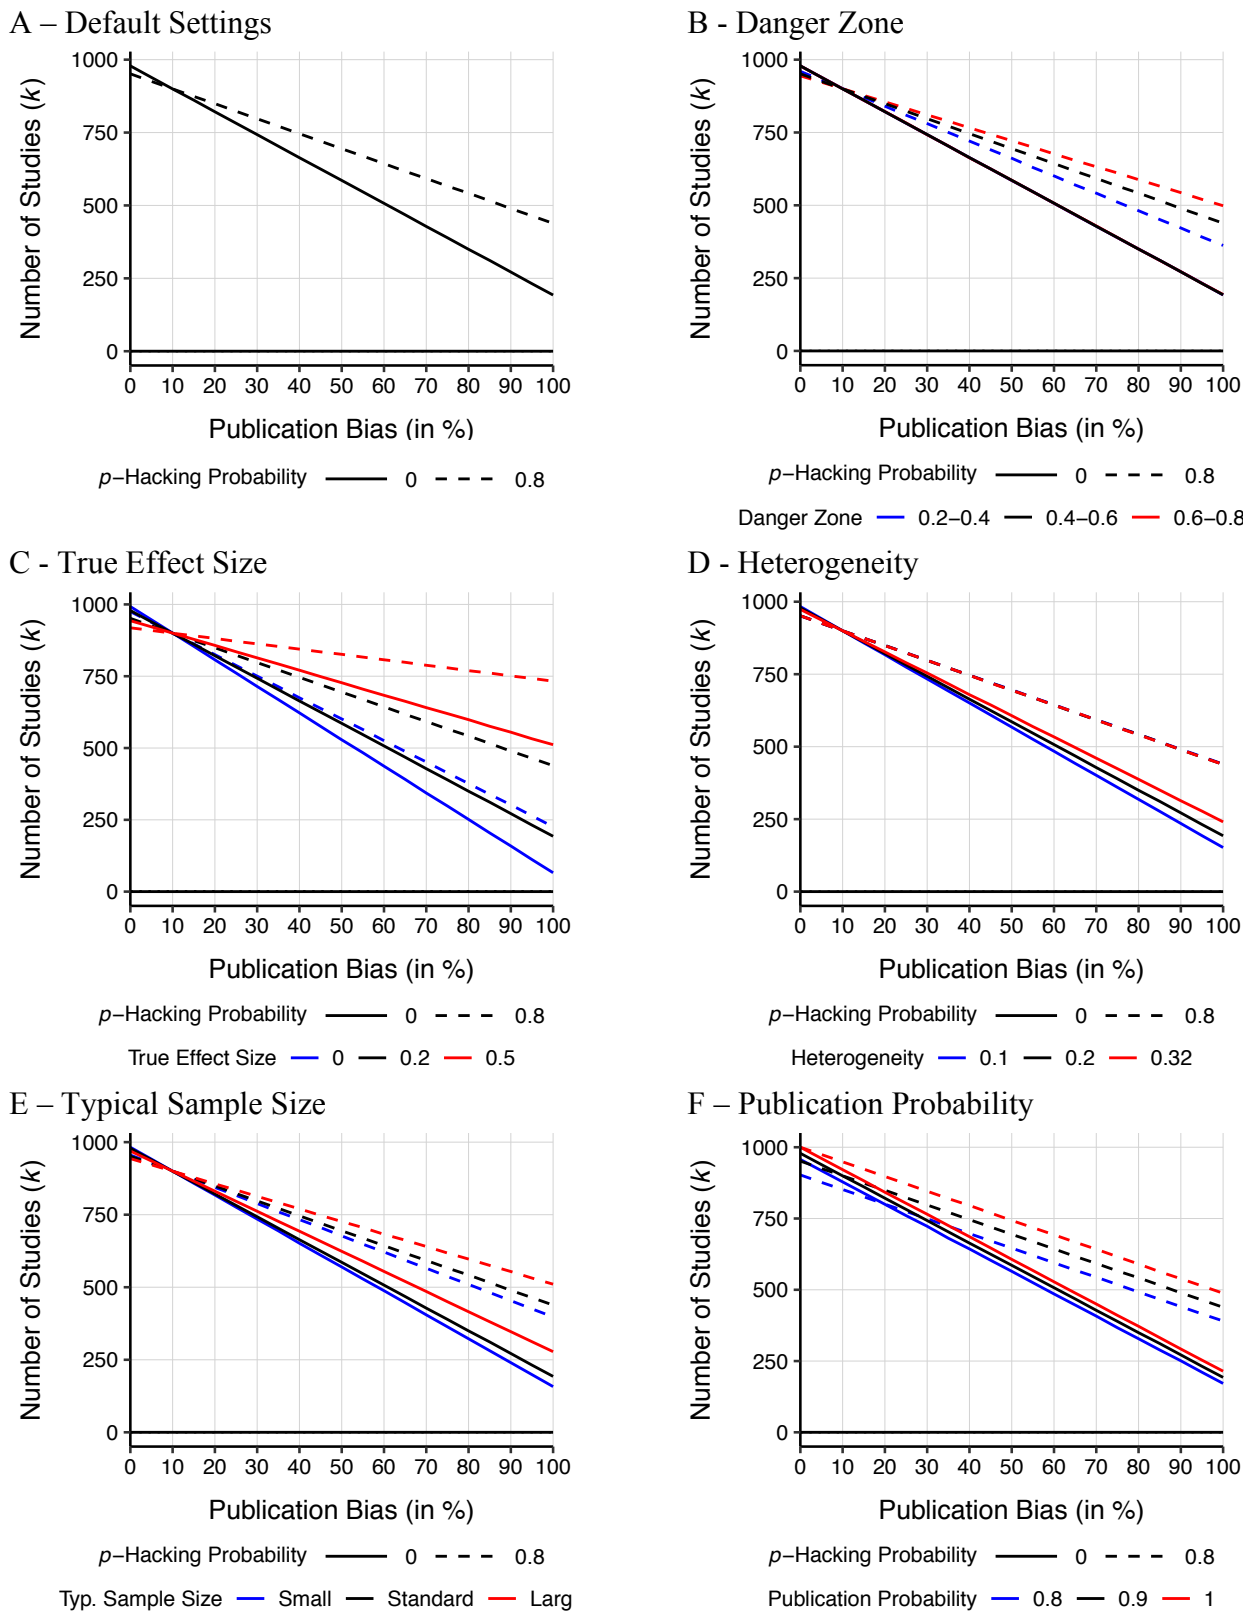 A – Default Settings
Number of Studies (k)
1000
750
500
250
0
0 10 20 30 40 50 60 70 80 90 100
Publication Bias (in %)
p−Hacking Probability 0 0.8
B - Danger Zone
Number of Studies (k)
1000
750
500
250
0
0 10 20 30 40 50 60 70 80 90 100
Publication Bias (in %)
p−Hacking Probability 0 0.8
Danger Zone 0.2−0.4 0.4−0.6 0.6−0.8
C - True Effect Size
Number of Studies (k)
1000
750
500
250
0
0 10 20 30 40 50 60 70 80 90 100
Publication Bias (in %)
p−Hacking Probability 0 0.8
True Effect Size 0 0.2 0.5
D - Heterogeneity
Number of Studies (k)
1000
750
500
250
0
0 10 20 30 40 50 60 70 80 90 100
Publication Bias (in %)
p−Hacking Probability 0 0.8
Heterogeneity 0.1 0.2 0.32
E – Typical Sample Size
Number of Studies (k)
1000
750
500
250
0
0 10 20 30 40 50 60 70 80 90 100
Publication Bias (in %)
p−Hacking Probability 0 0.8
Typ. Sample Size Small Standard Larg
F – Publication Probability
Number of Studies (k)
1000
750
500
250
0
0 10 20 30 40 50 60 70 80 90 100
Publication Bias (in %)
p−Hacking Probability 0 0.8
Publication Probability 0.8 0.9 1